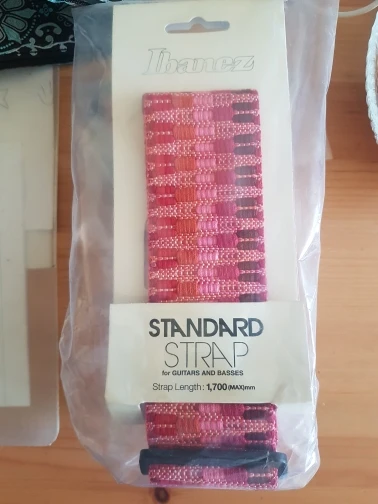 Ibanez
STANDARD
STRAP
for GUITARS AND BASSES
Strap Length: 1,700(MAX)mm